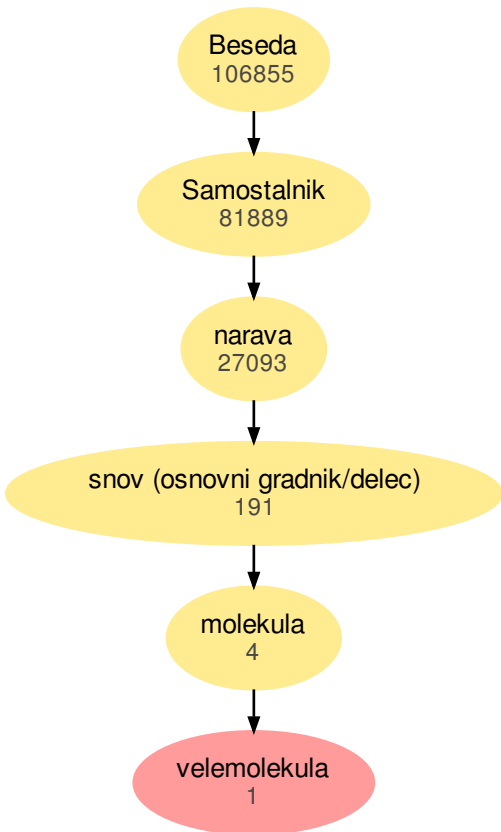 Beseda
106855
Samostalnik
81889
narava
27093
snov (osnovni gradnik/delec)
191
molekula
4
velemolekula
1